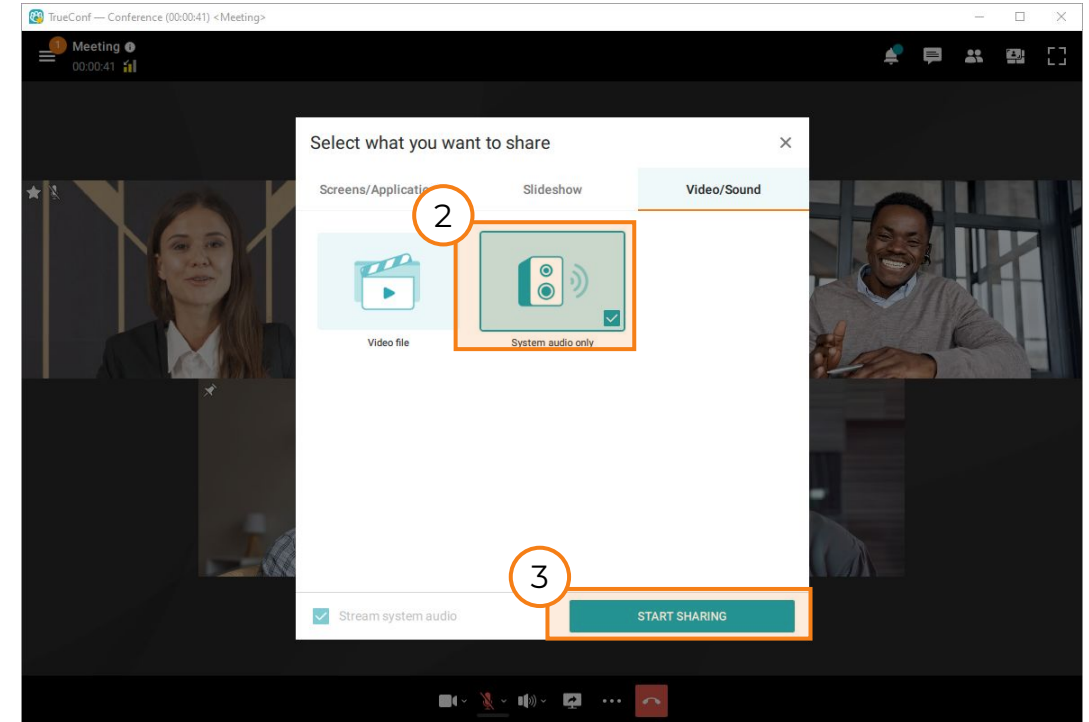 TrueConf — Conference (00:00:41) <Meeting>
1
Meeting
00:00:41
Select what you want to share
Screens/Applicatio
Slideshow
Video/Sound
2
Video file
System audio only
3
Stream system audio
START SHARING